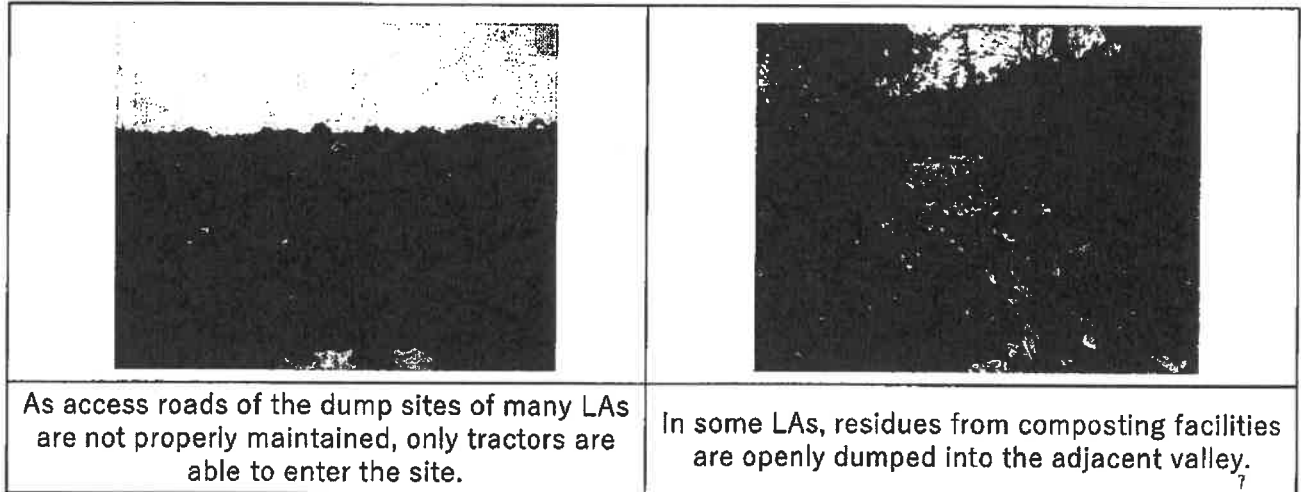 As access roads of the dump sites of many LAs
are not properly maintained, only tractors are
able to enter the site.
In some LAs, residues from composting facilities
are openly dumped into the adjacent valley.
7